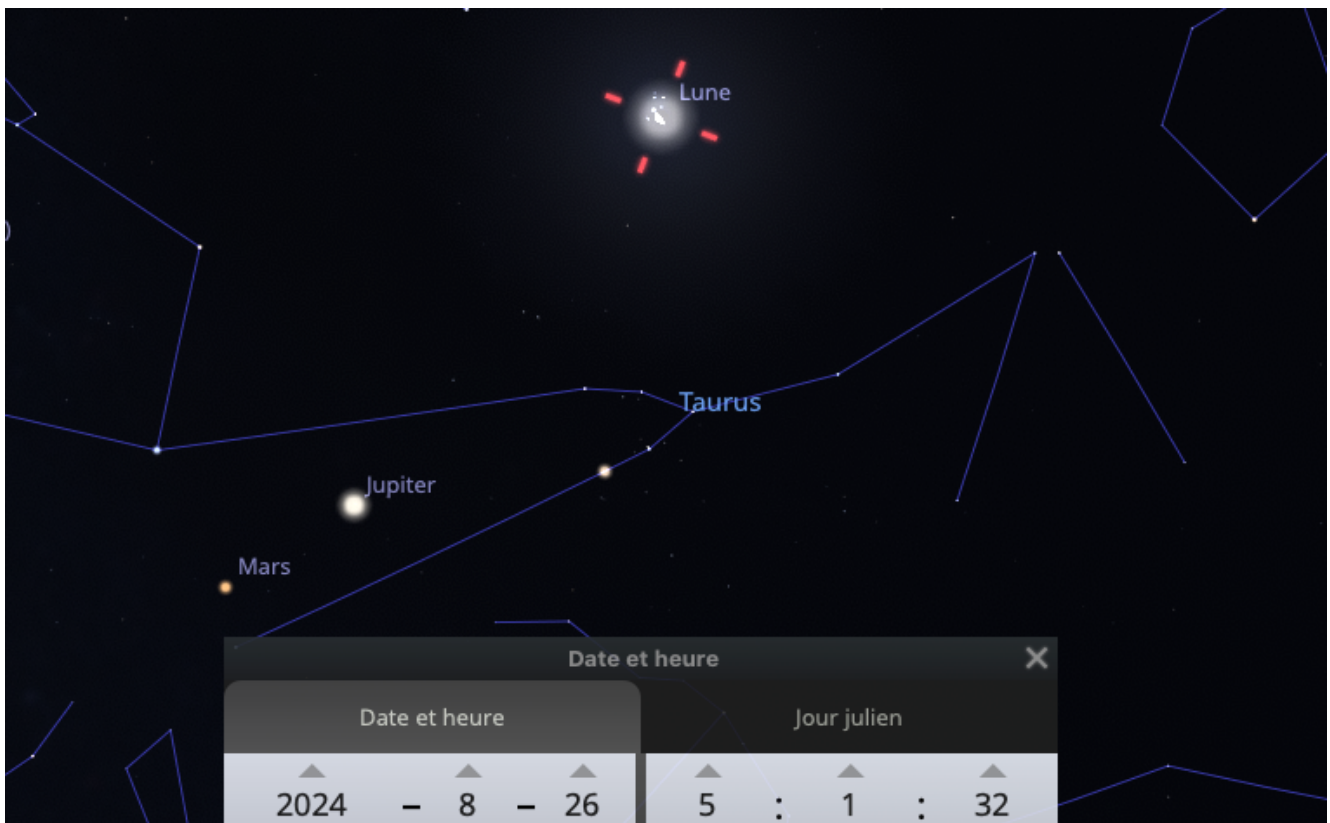 Lune
Taurus
Jupiter
Mars
Date et heure
Date et heure
Jour julien
2024 – 8 – 26 5 : 1 : 32